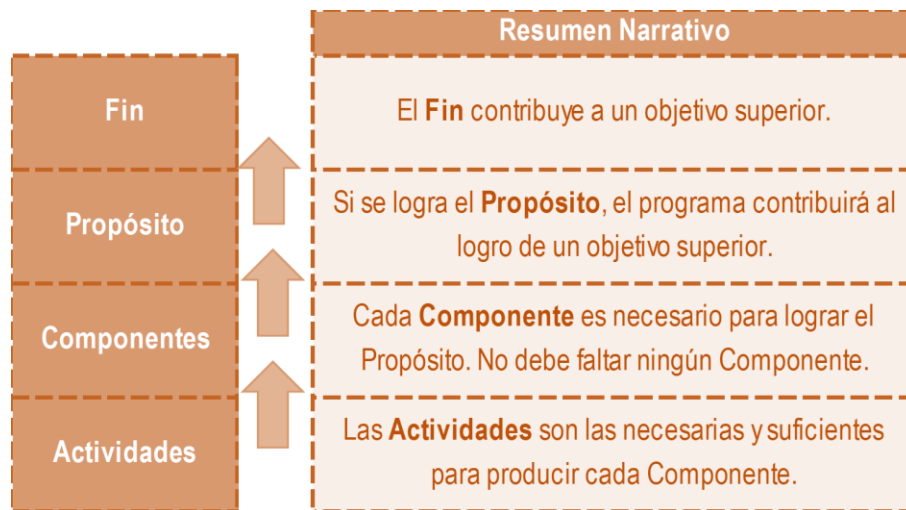 Resumen Narrativo
Fin
El Fin contribuye a un objetivo superior.
Propósito
Si se logra el Propósito, el programa contribuirá al
logro de un objetivo superior.
Componentes
Cada Componente es necesario para lograr el
Propósito. No debe faltar ningún Componente.
Actividades
Las Actividades son las necesarias y suficientes
para producir cada Componente.